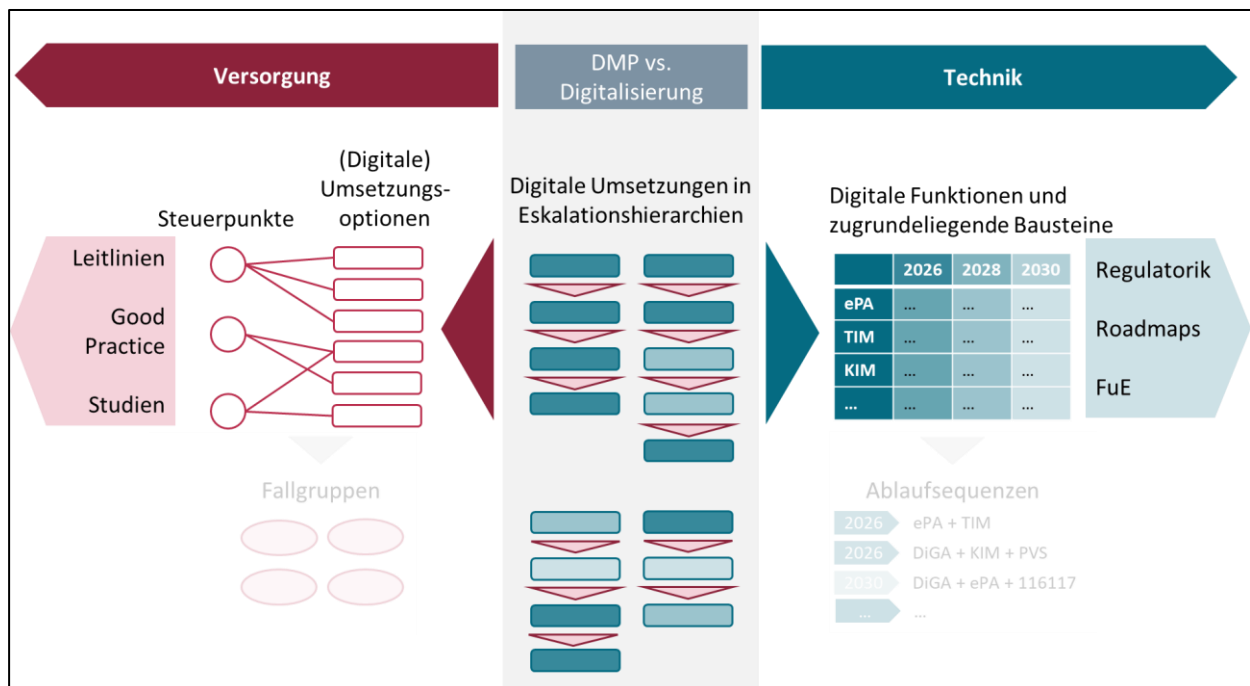 Versorgung
DMP vs.
Digitalisierung
Technik
(Digitale)
Umsetzungs-
optionen
Steuerpunkte
Leitlinien
Good
Practice
Studien
Fallgruppen
Digitale Umsetzungen in
Eskalationshierarchien
Digitale Funktionen und
zugrundeliegende Bausteine
2026 2028 2030
ePA ... ... ...
TIM ... ... ...
KIM ... ... ...
... ... ... ...
Regulatorik
Roadmaps
FuE
Ablaufsequenzen
2026 ePA + TIM
2026 DiGA + KIM + PVS
2030 DiGA + ePA + 116117
... ...